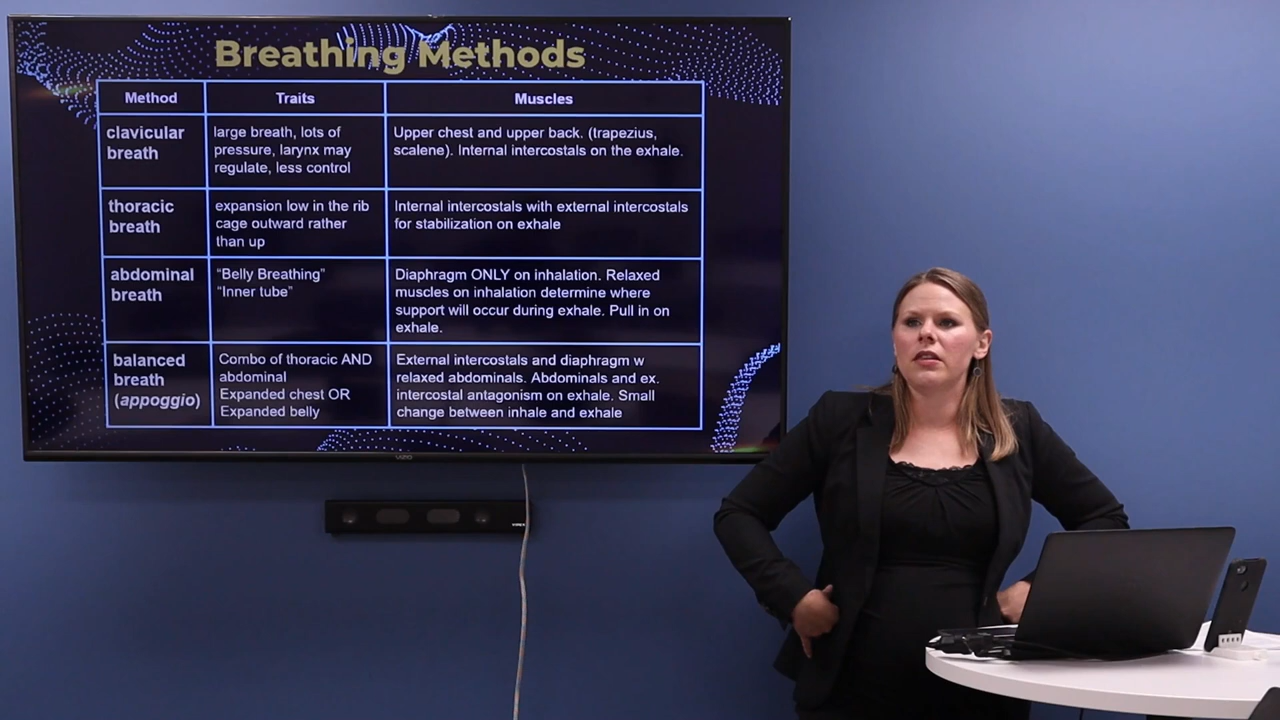 Breathing Methods
Method Traits Muscles
clavicular
breath
large breath, lots of
pressure, larynx may
regulate, less control
Upper chest and upper back. (trapezius,
scalene). Internal intercostals on the exhale.
thoracic
breath
expansion low in the rib
cage outward rather
than up
Internal intercostals with external intercostals
for stabilization on exhale
abdominal
breath
“Belly Breathing”
“Inner tube”
Diaphragm ONLY on inhalation. Relaxed
muscles on inhalation determine where
support will occur during exhale. Pull in on
exhale.
balanced
breath
(appoggio)
Combo of thoracic AND
abdominal
Expanded chest OR
Expanded belly
External intercostals and diaphragm w
relaxed abdominals. Abdominals and ex.
intercostal antagonism on exhale. Small
change between inhale and exhale
VIZIO